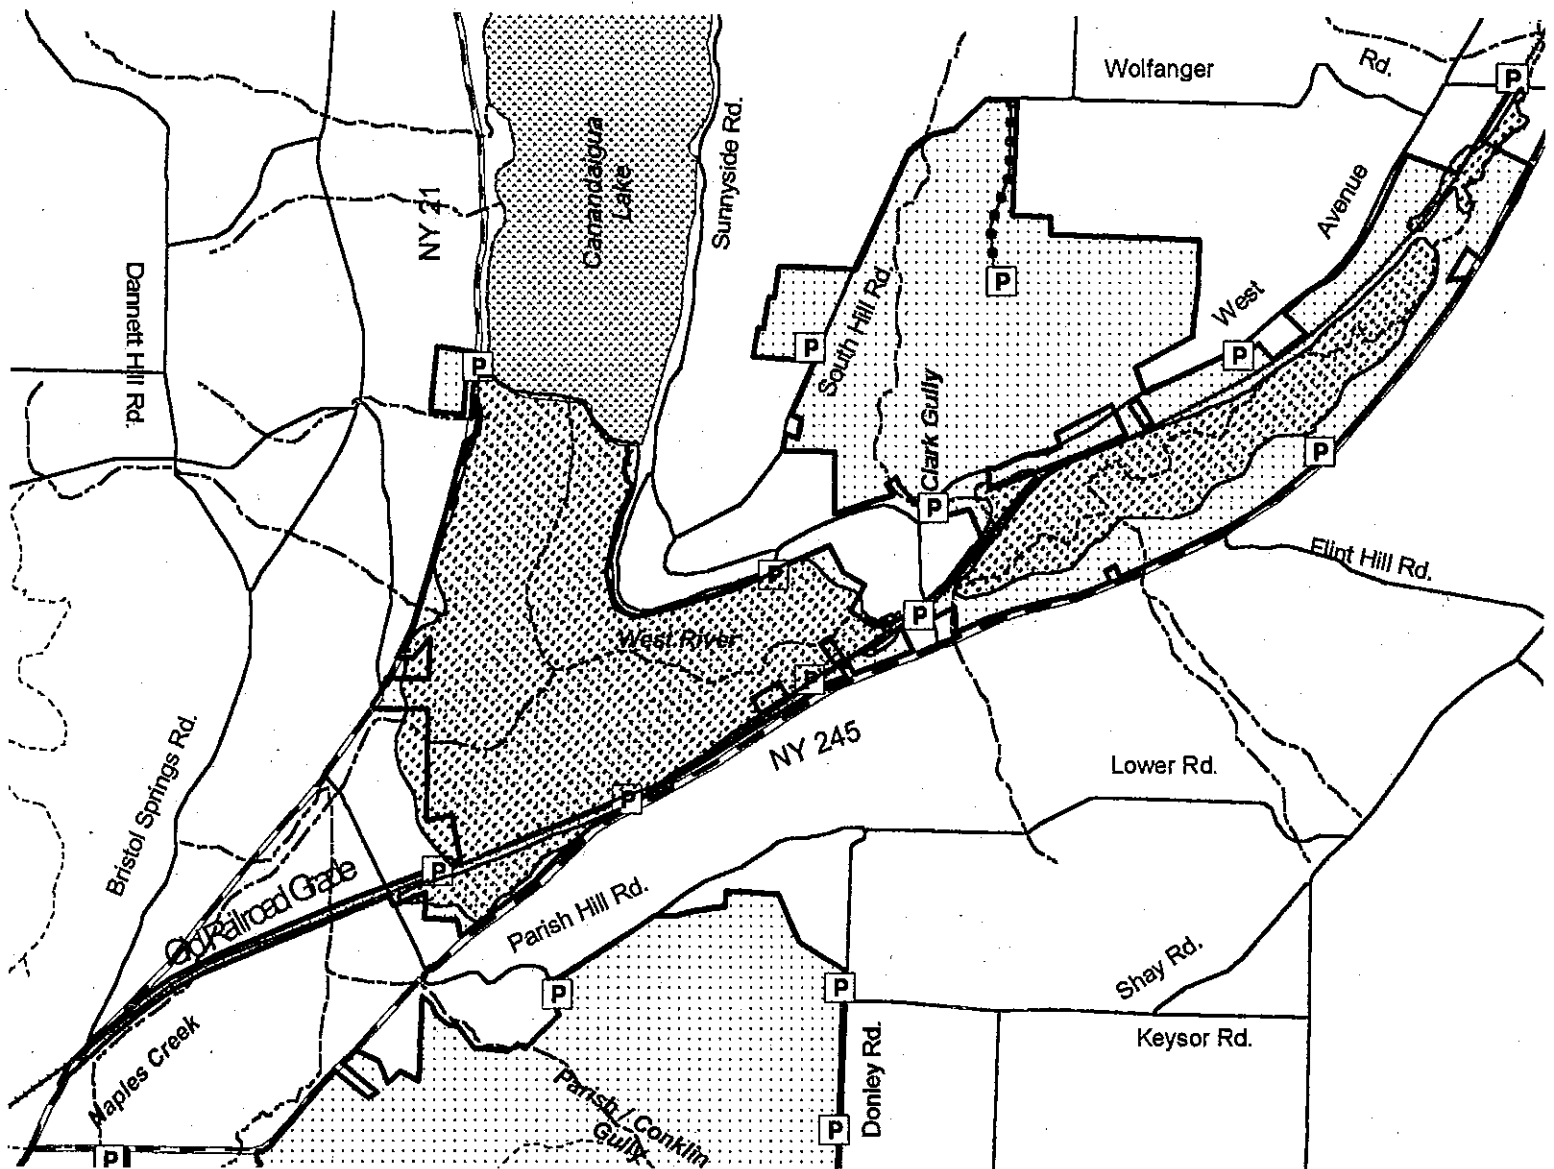 Wolfanger
Rd.
P
Carrandaigua
Lake
Sunnyside Rd.
NY 21
Avenue
Dannett Hill Rd.
P
South Hill Rd.
P
West
P
P
Clark Gully
P
P
Flint Hill Rd.
P
P
West River
P
NY 245
Bristol Springs Rd.
Lower Rd.
P
P
Old Railroad Grade
Parish Hill Rd.
Shay Rd.
P
P
Keysor Rd.
Naples Creek
Donley Rd.
Parish / Conklin
Gully
P
P